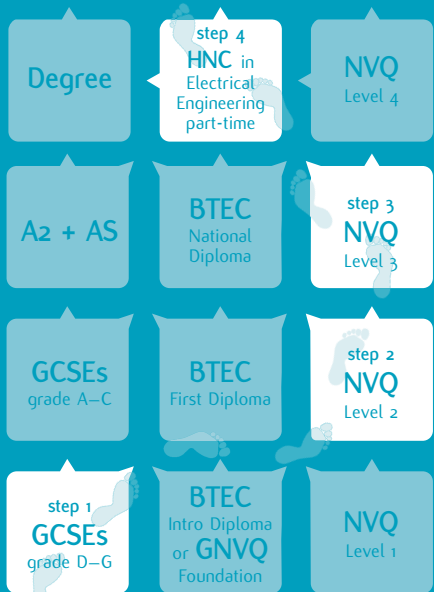 Degree
step 4
HNC in
Electrical
Engineering
part-time
NVQ
Level 4
A2 + AS
BTEC
National
Diploma
step 3
NVQ
Level 3
GCSEs
grade A–C
BTEC
First Diploma
step 2
NVQ
Level 2
step 1
GCSEs
grade D–G
BTEC
Intro Diploma
or GNVQ
Foundation
NVQ
Level 1